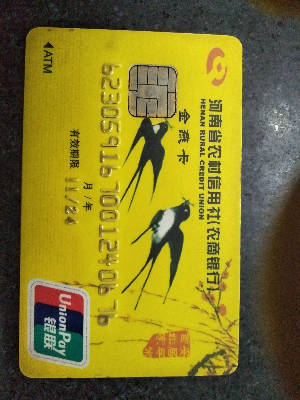 河南省农村信用社(农商银行)
HENAN RURAL CREDIT UNION
金燕卡
月/年
有效期限 11/24
◀ATM
UnionPay
银联